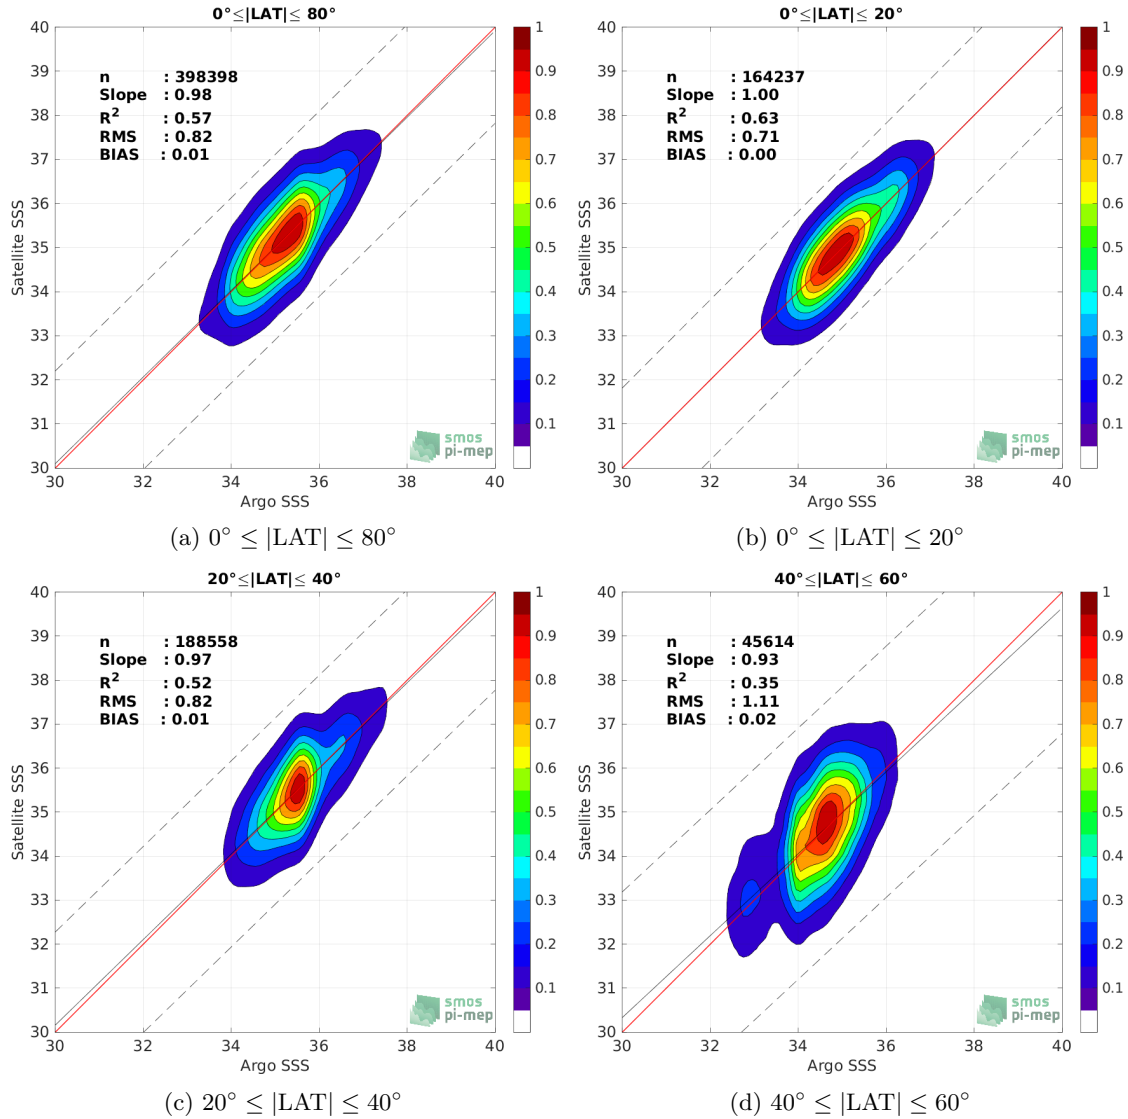 0°≤|LAT|≤ 80°
n : 398398
Slope : 0.98
R² : 0.57
RMS : 0.82
BIAS : 0.01
40
39
38
37
36
35
34
33
32
31
30
Satellite SSS
30 32 34 36 38 40
Argo SSS
1
0.9
0.8
0.7
0.6
0.5
0.4
0.3
0.2
0.1
smos
pi-mep
(a) 0° ≤ |LAT| ≤ 80°
0°≤|LAT|≤ 20°
n : 164237
Slope : 1.00
R² : 0.63
RMS : 0.71
BIAS : 0.00
40
39
38
37
36
35
34
33
32
31
30
Satellite SSS
30 32 34 36 38 40
Argo SSS
1
0.9
0.8
0.7
0.6
0.5
0.4
0.3
0.2
0.1
smos
pi-mep
(b) 0° ≤ |LAT| ≤ 20°
20°≤|LAT|≤ 40°
n : 188558
Slope : 0.97
R² : 0.52
RMS : 0.82
BIAS : 0.01
40
39
38
37
36
35
34
33
32
31
30
Satellite SSS
30 32 34 36 38 40
Argo SSS
1
0.9
0.8
0.7
0.6
0.5
0.4
0.3
0.2
0.1
smos
pi-mep
(c) 20° ≤ |LAT| ≤ 40°
40°≤|LAT|≤ 60°
n : 45614
Slope : 0.93
R² : 0.35
RMS : 1.11
BIAS : 0.02
40
39
38
37
36
35
34
33
32
31
30
Satellite SSS
30 32 34 36 38 40
Argo SSS
1
0.9
0.8
0.7
0.6
0.5
0.4
0.3
0.2
0.1
smos
pi-mep
(d) 40° ≤ |LAT| ≤ 60°